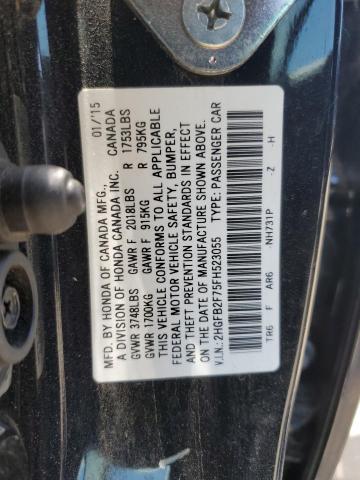 MFD. BY HONDA OF CANADA MFG., 01/'15
A DIVISION OF HONDA CANADA INC. CANADA
GVWR 3748LBS GAWR F 2018LBS R 1753LBS
GVWR 1700KG GAWR F 915KG R 795KG
THIS VEHICLE CONFORMS TO ALL APPLICABLE
FEDERAL MOTOR VEHICLE SAFETY, BUMPER,
AND THEFT PREVENTION STANDARDS IN EFFECT
ON THE DATE OF MANUFACTURE SHOWN ABOVE.
V.I.N.: 2HGFB2F75FH523055 TYPE: PASSENGER CAR
TR6 F AR6 NH731P -Z -H